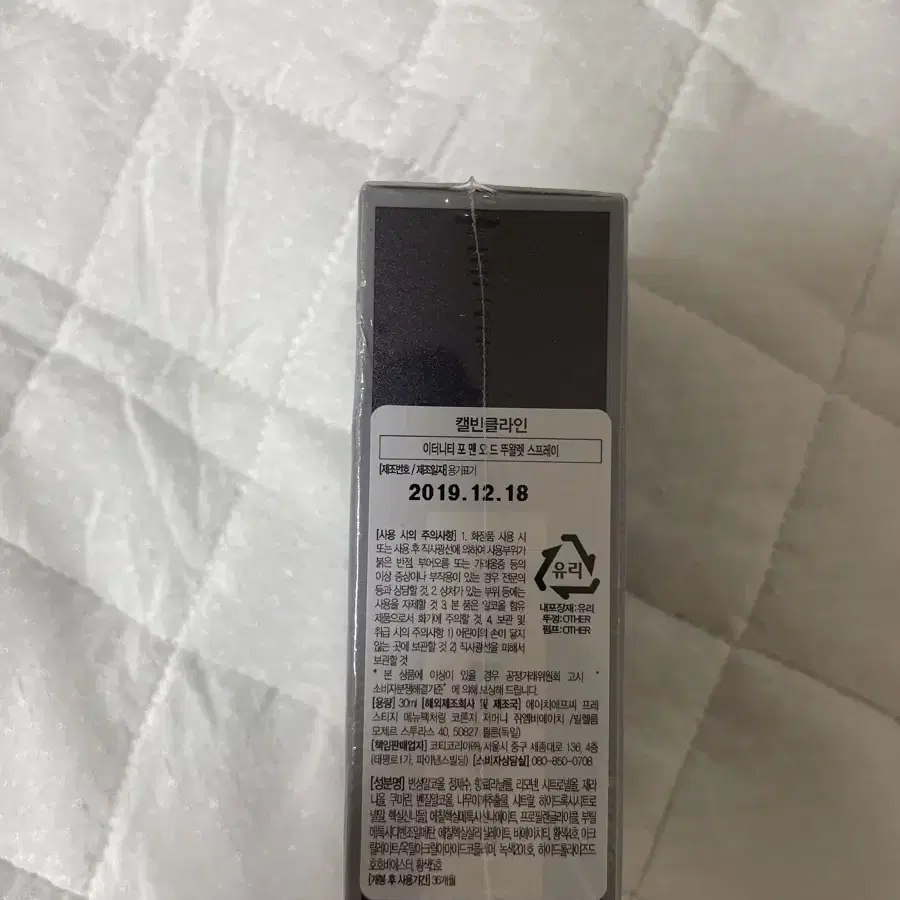 캘빈클라인
이터니티 포 맨 오 드 뚜왈렛 스프레이
[제조번호 / 제조일자] 용기표기
2019.12.18
[사용 시의 주의사항] 1. 화장품 사용 시
또는 사용 후 직사광선에 의하여 사용부위가
붉은 반점, 부어오름 또는 가려움증 등의
이상 증상이나 부작용이 있는 경우 전문의
등과 상담할 것, 2. 상처가 있는 부위 등에는
사용을 자제할 것 3. 본 품은 알코올 함유
제품으로서 화기에 주의할 것 4. 보관 및
취급 시의 주의사항 1) 어린이의 손이 닿지
않는 곳에 보관할 것 2) 직사광선을 피해서
보관할 것
유리
내포장재:유리
뚜껑:OTHER
펌프:OTHER
* 본 상품에 이상이 있을 경우 공정거래위원회 고시 "
소비자분쟁해결기준" 에 의해 보상해 드립니다.
[용량] 30ml [해외제조회사 및 제조국] 에이치에프씨 프레
스티지 메뉴팩처링 코론지 저머니 쥐엠비에이치 /빌헬름
모제르 스투라스 40, 50827 퀼른(독일)
[책임판매업자] 코티코리아㈜, 서울시 중구 세종대로 136, 4층
(태평로1가, 파이낸스빌딩) [소비자상담실] 080-850-0708
[성분명] 변성알코올, 정제수, 향료, 리날룰, 리모넨, 시트로넬올, 제라
니올, 쿠마린, 벤질알코올, 나무이끼추출물, 시트랄, 하이드록시시트로
넬알, 헥실신나믈, 에칠헥실메톡시신나메이트, 프로필렌글라이콜, 부틸
메톡시디벤조일메탄, 에칠헥실살리실레이트, 비에이치티, 황색4호, 아크
릴레이트/옥틸아크릴아마이드코폴리머, 녹색201호, 하이드롤라이즈드
호호바에스터, 황색5호
[개봉 후 사용기간] 36개월